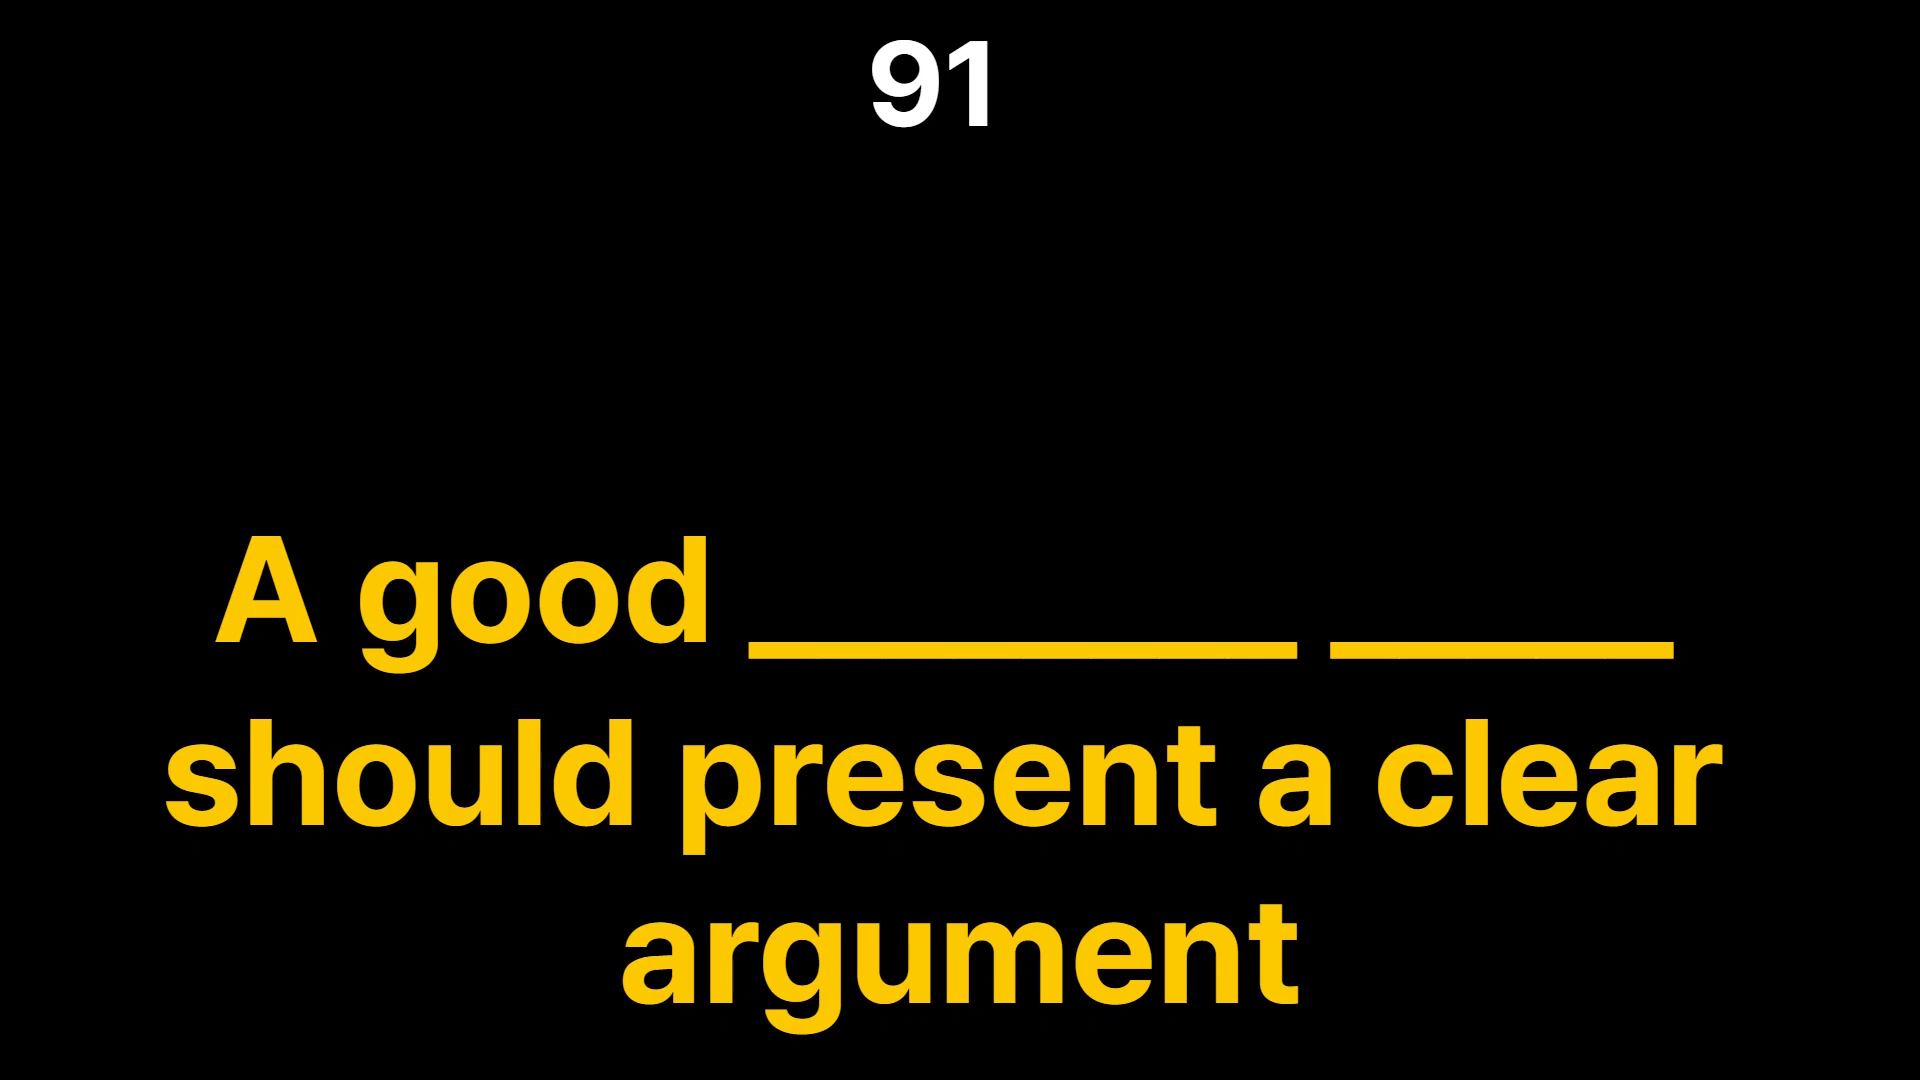 91
A good ________ _____
should present a clear
argument